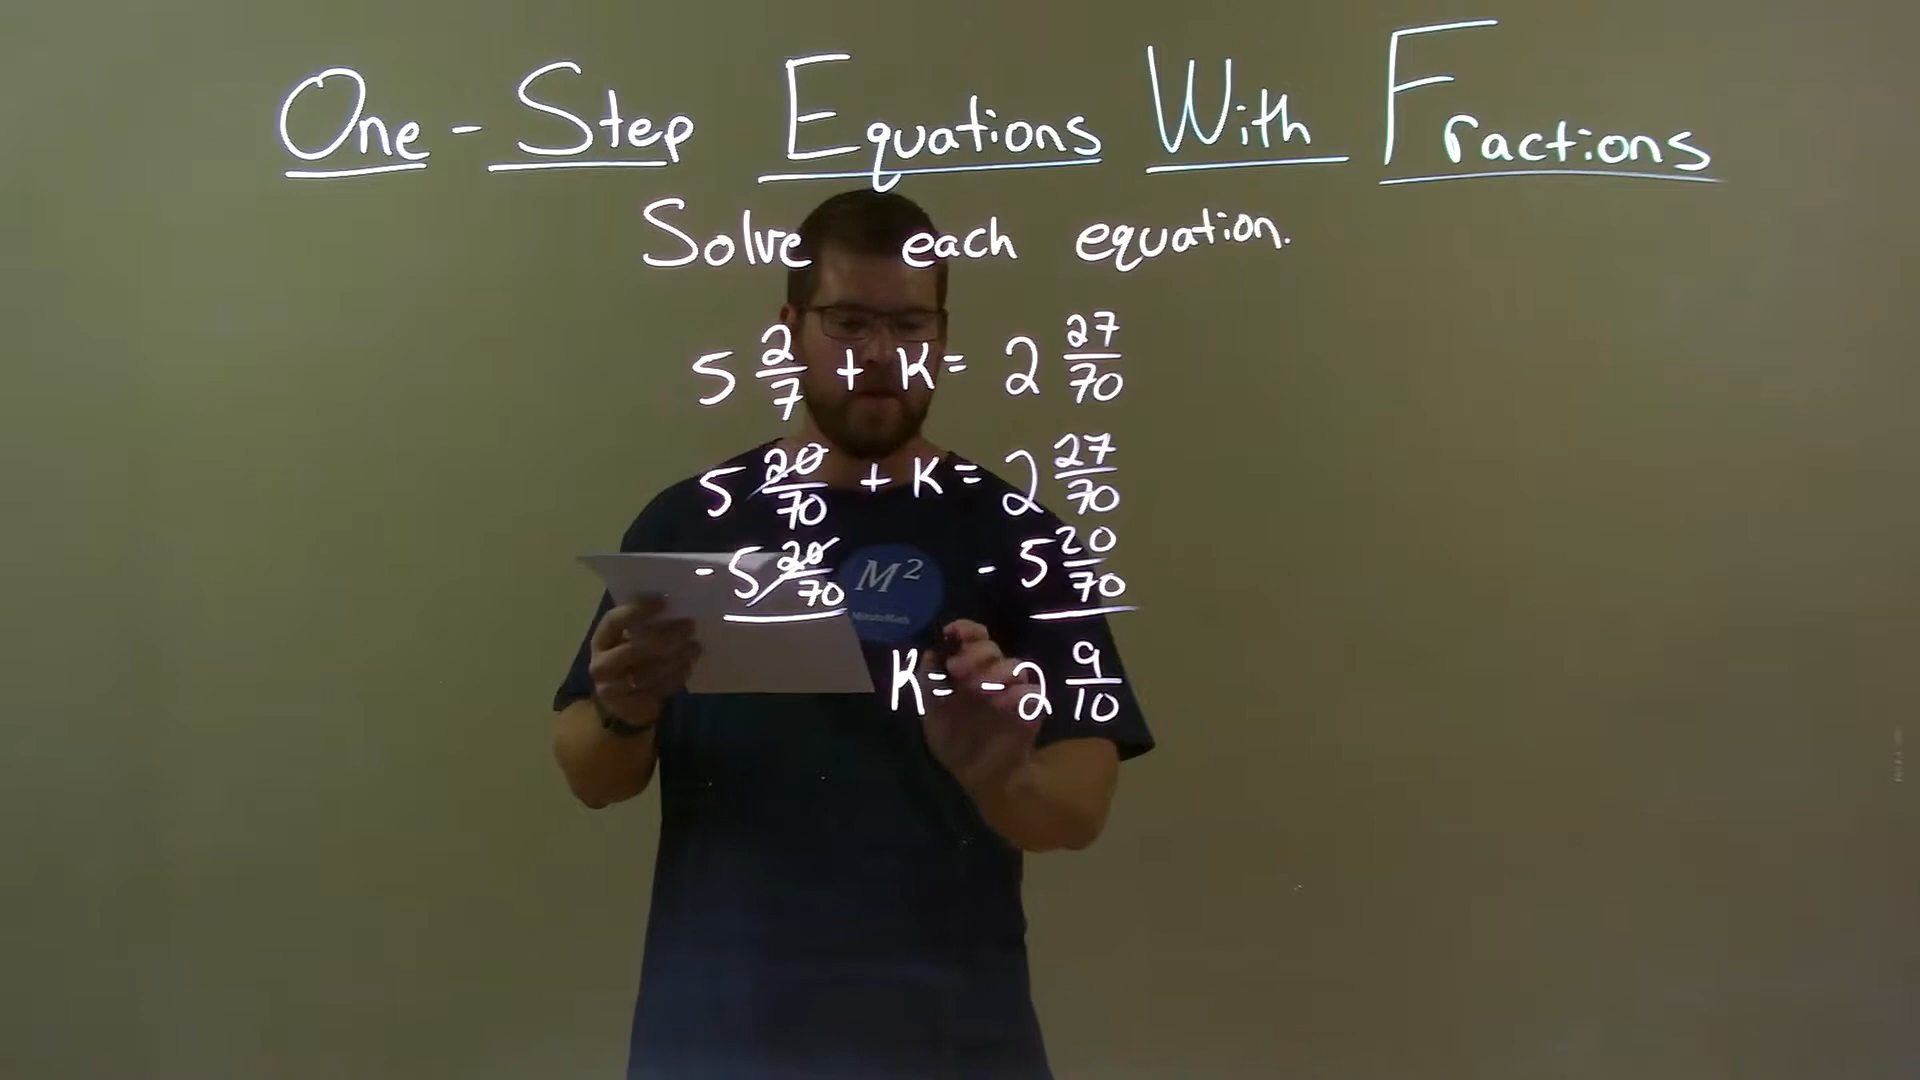 One-Step Equations With Fractions
Solve each equation.
5 2/7 + K = 2 27/70
5 20/70 + K = 2 27/70
- 5 20/70 - 5 20/70
K = -2 9/10
M²
MinuteMath